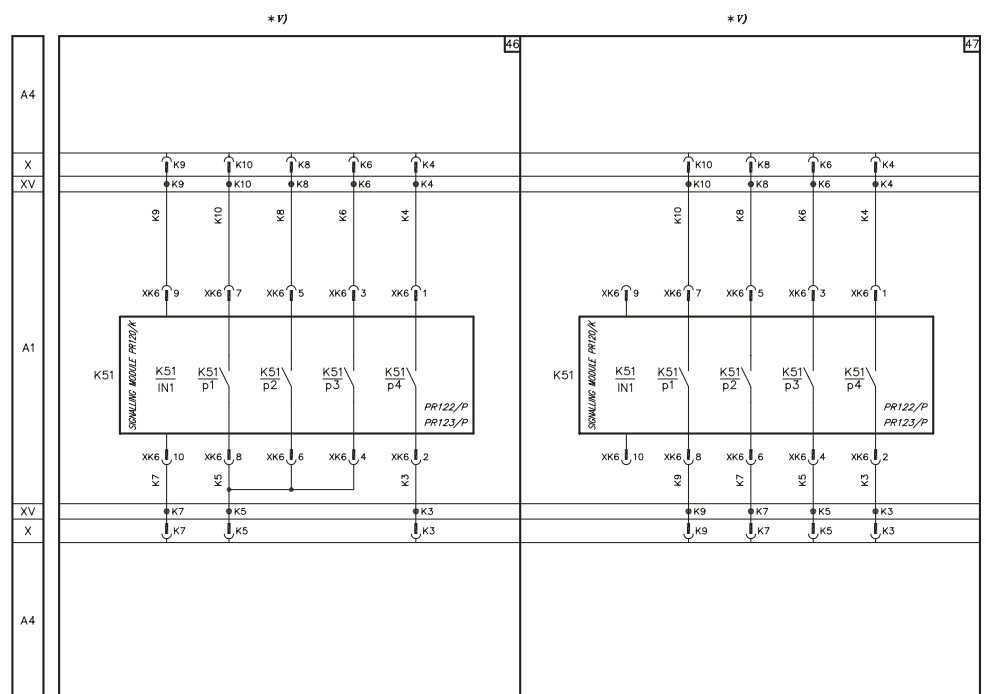 *V) *V)
46 47
A4
X K9 K10 K8 K6 K4 K10 K8 K6 K4
XV K9 K10 K8 K6 K4 K10 K8 K6 K4
K9 K10 K8 K6 K4 K10 K8 K6 K4
XK6 9 XK6 7 XK6 5 XK6 3 XK6 1 XK6 9 XK6 7 XK6 5 XK6 3 XK6 1
A1
K51 SIGNALLING MODULE PR120/K K51 IN1 K51 p1 K51 p2 K51 p3 K51 p4
PR122/P
PR123/P
K51 SIGNALLING MODULE PR120/K K51 IN1 K51 p1 K51 p2 K51 p3 K51 p4
PR122/P
PR123/P
XK6 10 XK6 8 XK6 6 XK6 4 XK6 2 XK6 10 XK6 8 XK6 6 XK6 4 XK6 2
K7 K5 K3 K9 K7 K5 K3
XV K7 K5 K3 K9 K7 K5 K3
X K7 K5 K3 K9 K7 K5 K3
A4